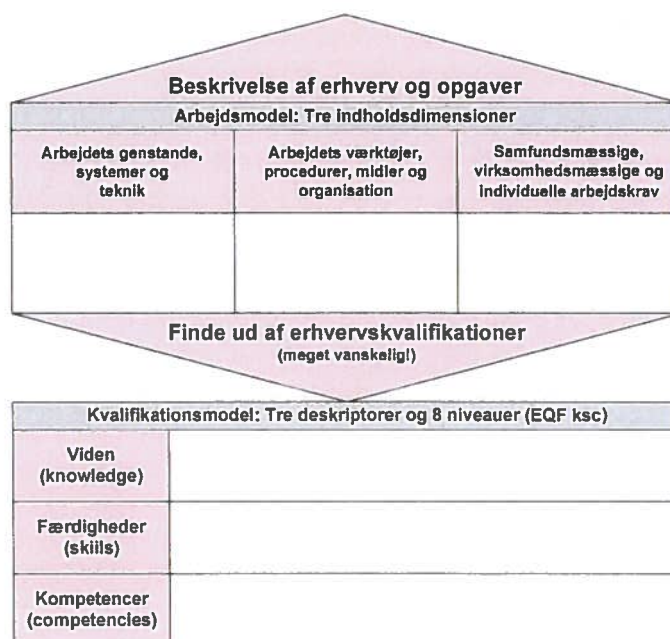 Beskrivelse af erhverv og opgaver
Arbejdsmodel: Tre indholdsdimensioner
Arbejdets genstande,
systemer og
teknik
Arbejdets værktøjer,
procedurer, midler og
organisation
Samfundsmæssige,
virksomhedsmæssige og
individuelle arbejdskrav
Finde ud af erhvervskvalifikationer
(meget vanskelig!)
Kvalifikationsmodel: Tre deskriptorer og 8 niveauer (EQF ksc)
Viden
(knowledge)
Færdigheder
(skiils)
Kompetencer
(competencies)